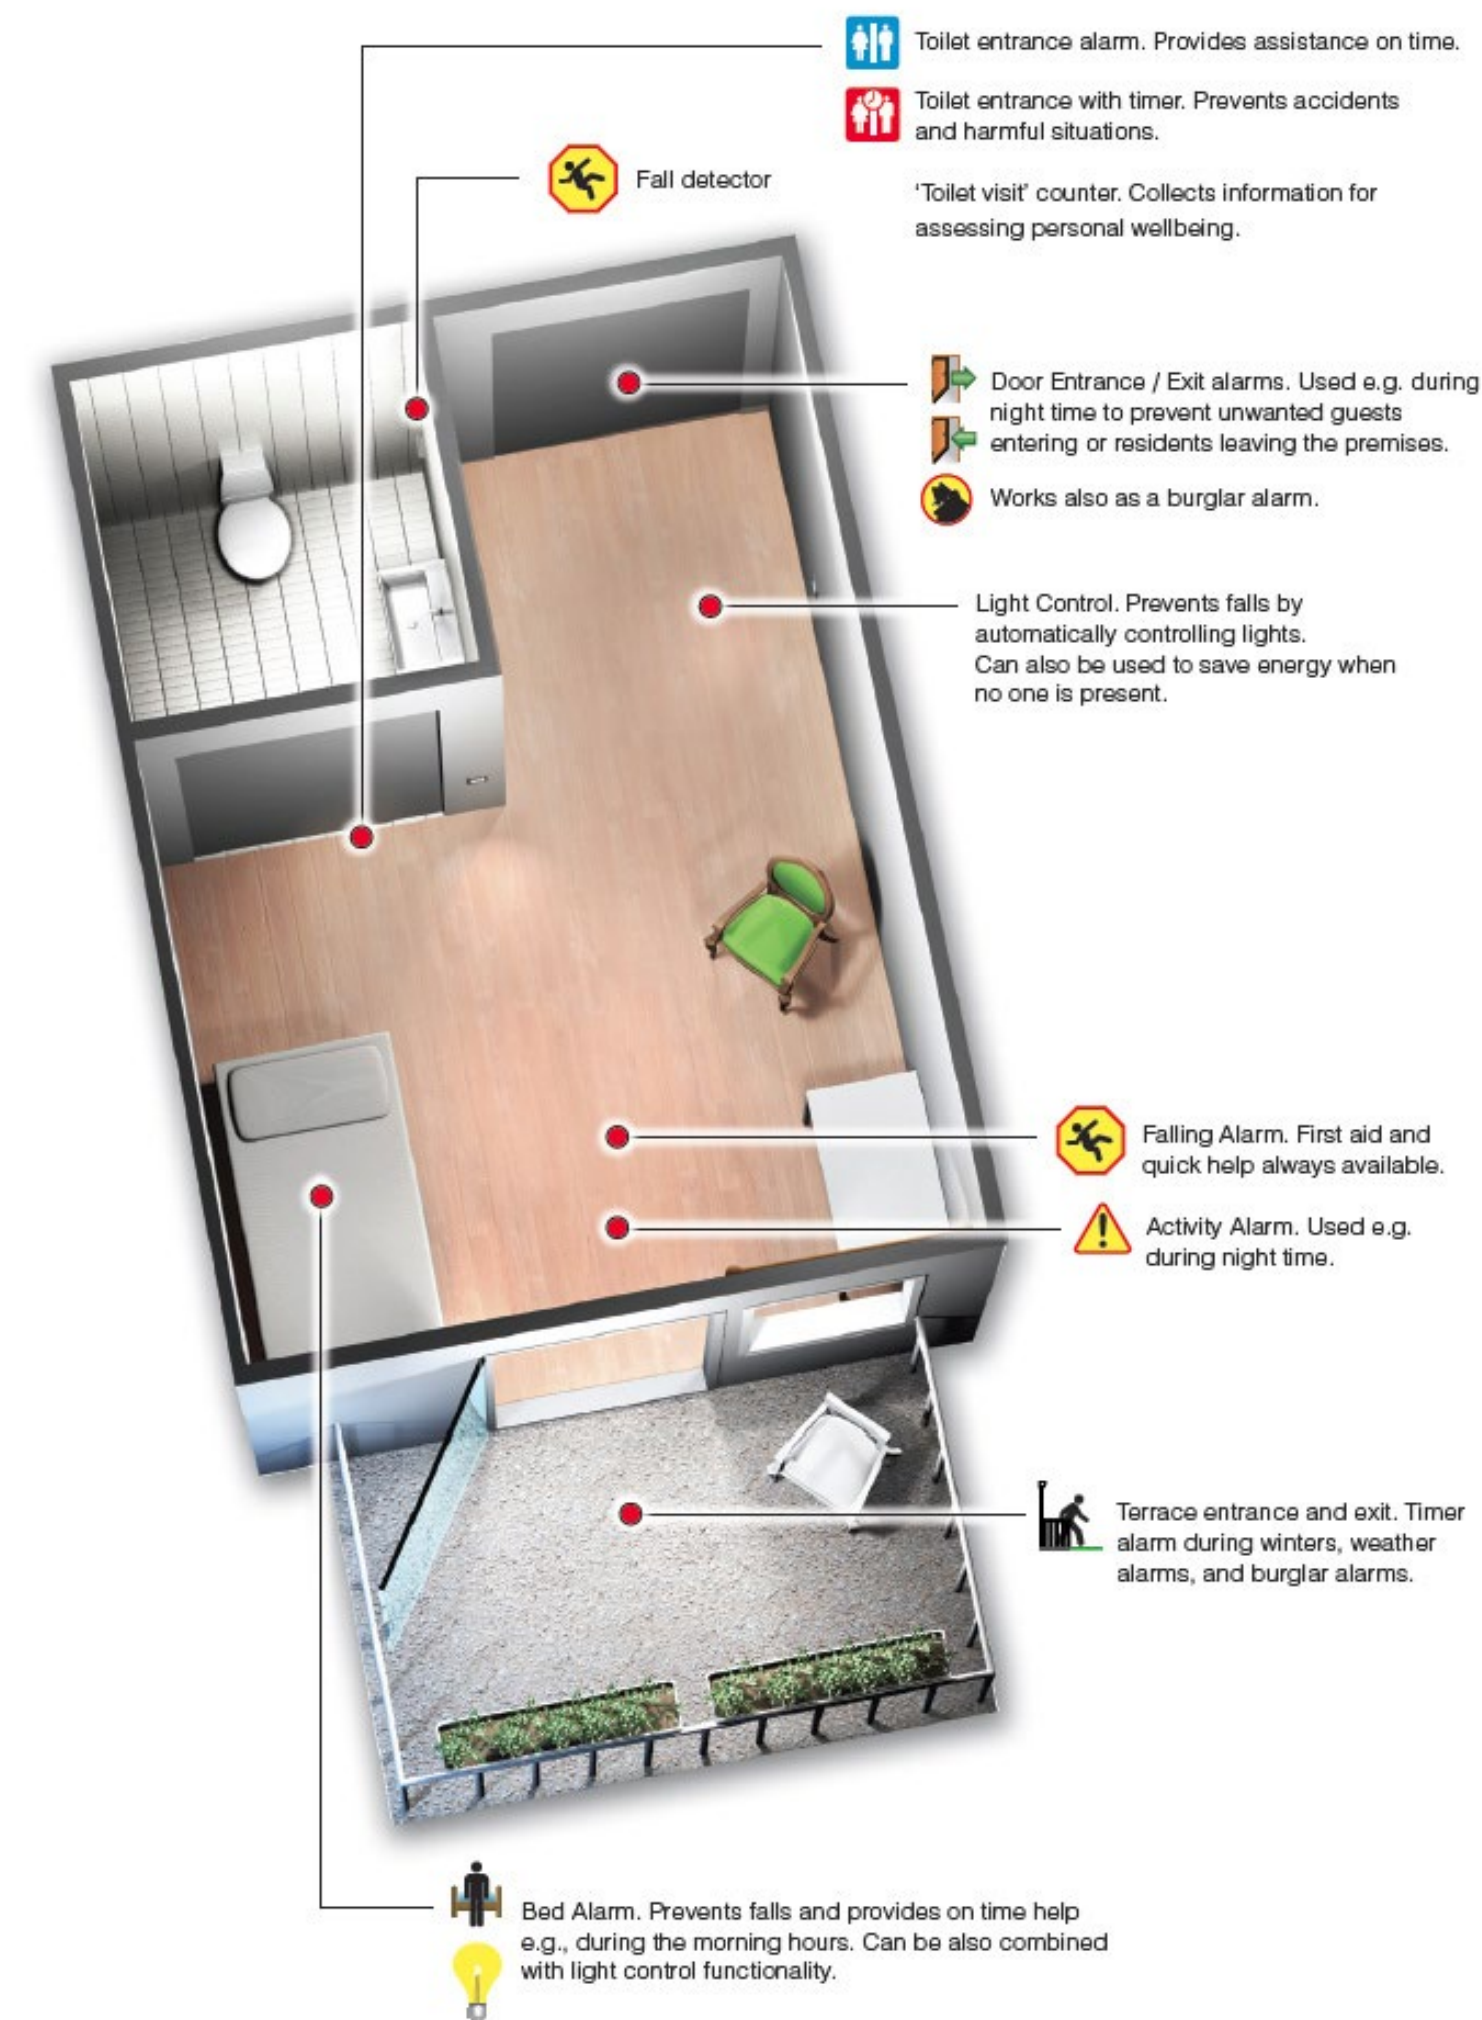 Toilet entrance alarm. Provides assistance on time.
Toilet entrance with timer. Prevents accidents
and harmful situations.
Fall detector
‘Toilet visit’ counter. Collects information for
assessing personal wellbeing.
Door Entrance / Exit alarms. Used e.g. during
night time to prevent unwanted guests
entering or residents leaving the premises.
Works also as a burglar alarm.
Light Control. Prevents falls by
automatically controlling lights.
Can also be used to save energy when
no one is present.
Falling Alarm. First aid and
quick help always available.
Activity Alarm. Used e.g.
during night time.
Terrace entrance and exit. Timer
alarm during winters, weather
alarms, and burglar alarms.
Bed Alarm. Prevents falls and provides on time help
e.g., during the morning hours. Can be also combined
with light control functionality.